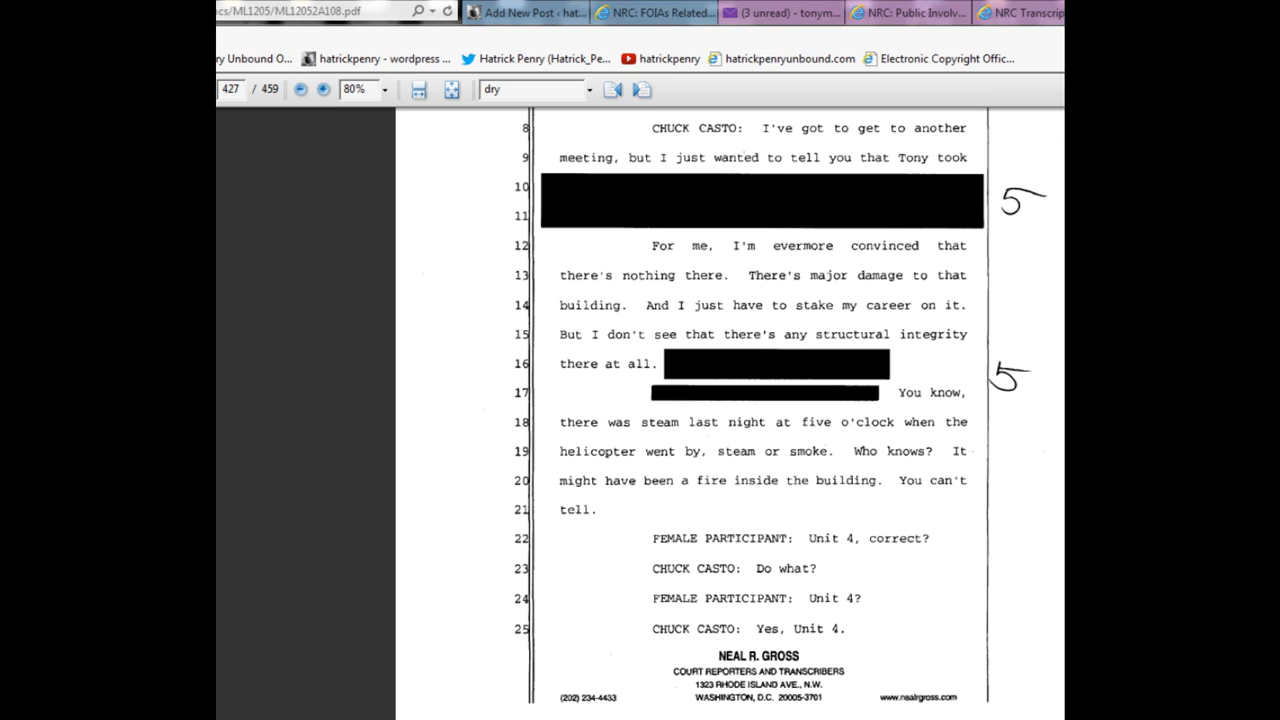 ocs/ML1205/ML12052A108.pdf
Add New Post ‹ hat...
NRC: FOIAs Related...
(3 unread) - tonym...
NRC: Public Involv...
NRC Transcrip
ry Unbound O...
hatrickpenry - wordpress ...
Hatrick Penry (Hatrick_Pe...
hatrickpenry
hatrickpenryunbound.com
Electronic Copyright Offic...
427 / 459
80%
dry
8 CHUCK CASTO: I've got to get to another
9 meeting, but I just wanted to tell you that Tony took
10
11
5
12 For me, I'm evermore convinced that
13 there's nothing there. There's major damage to that
14 building. And I just have to stake my career on it.
15 But I don't see that there's any structural integrity
16 there at all.
5
17 You know,
18 there was steam last night at five o'clock when the
19 helicopter went by, steam or smoke. Who knows? It
20 might have been a fire inside the building. You can't
21 tell.
22 FEMALE PARTICIPANT: Unit 4, correct?
23 CHUCK CASTO: Do what?
24 FEMALE PARTICIPANT: Unit 4?
25 CHUCK CASTO: Yes, Unit 4.
NEAL R. GROSS
COURT REPORTERS AND TRANSCRIBERS
1323 RHODE ISLAND AVE., N.W.
(202) 234-4433 WASHINGTON, D.C. 20005-3701 www.nealrgross.com